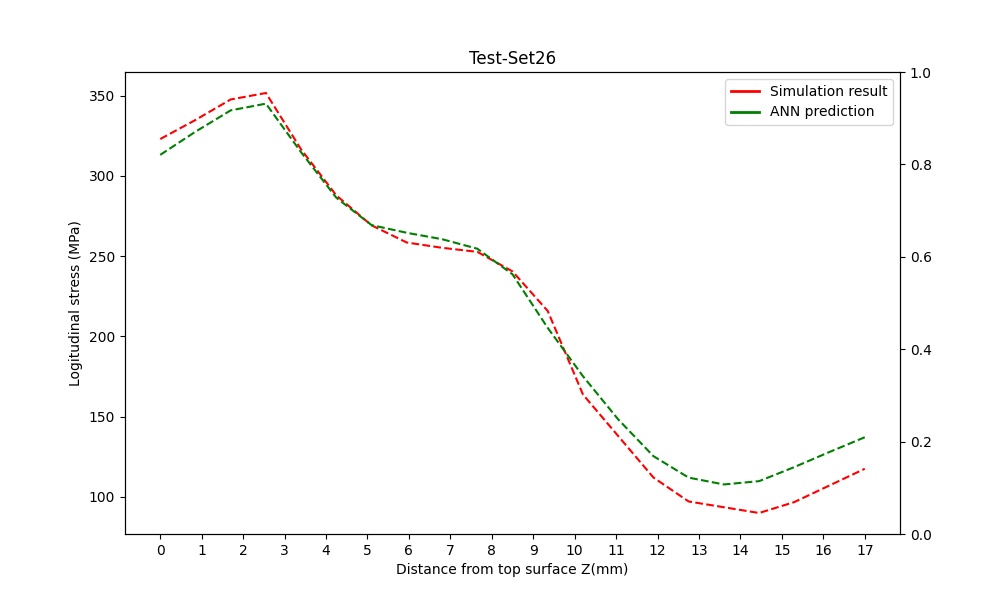 Test-Set26
Simulation result
ANN prediction
350
300
250
200
150
100
Logitudinal stress (MPa)
1.0
0.8
0.6
0.4
0.2
0.0
0 1 2 3 4 5 6 7 8 9 10 11 12 13 14 15 16 17
Distance from top surface Z(mm)